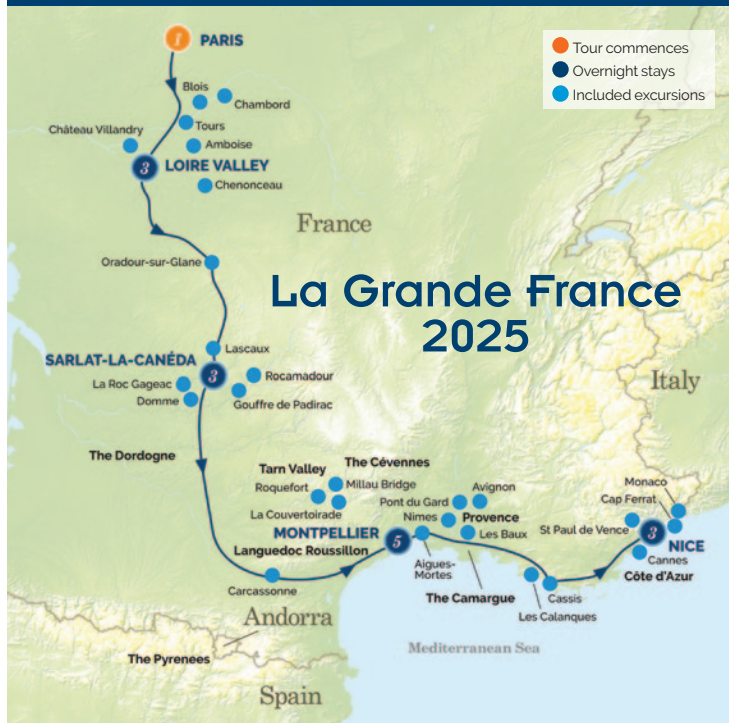 1
PARIS
Tour commences
Overnight stays
Included excursions
Blois
Chambord
Tours
Château Villandry
Amboise
3
LOIRE VALLEY
Chenonceau
France
Oradour-sur-Glane
La Grande France
2025
Lascaux
SARLAT-LA-CANÉDA
3
Rocamadour
La Roc Gageac
Domme
Gouffre de Padirac
Italy
The Dordogne
Tarn Valley
The Cévennes
Roquefort
Millau Bridge
La Couvertoirade
Pont du Gard
Avignon
Nimes
Provence
Les Baux
MONTPELLIER
5
Languedoc Roussillon
Aigues-
Mortes
Carcassonne
The Camargue
Cassis
Les Calanques
Monaco
Cap Ferrat
St Paul de Vence
3
NICE
Cannes
Côte d'Azur
Andorra
The Pyrenees
Mediterranean Sea
Spain